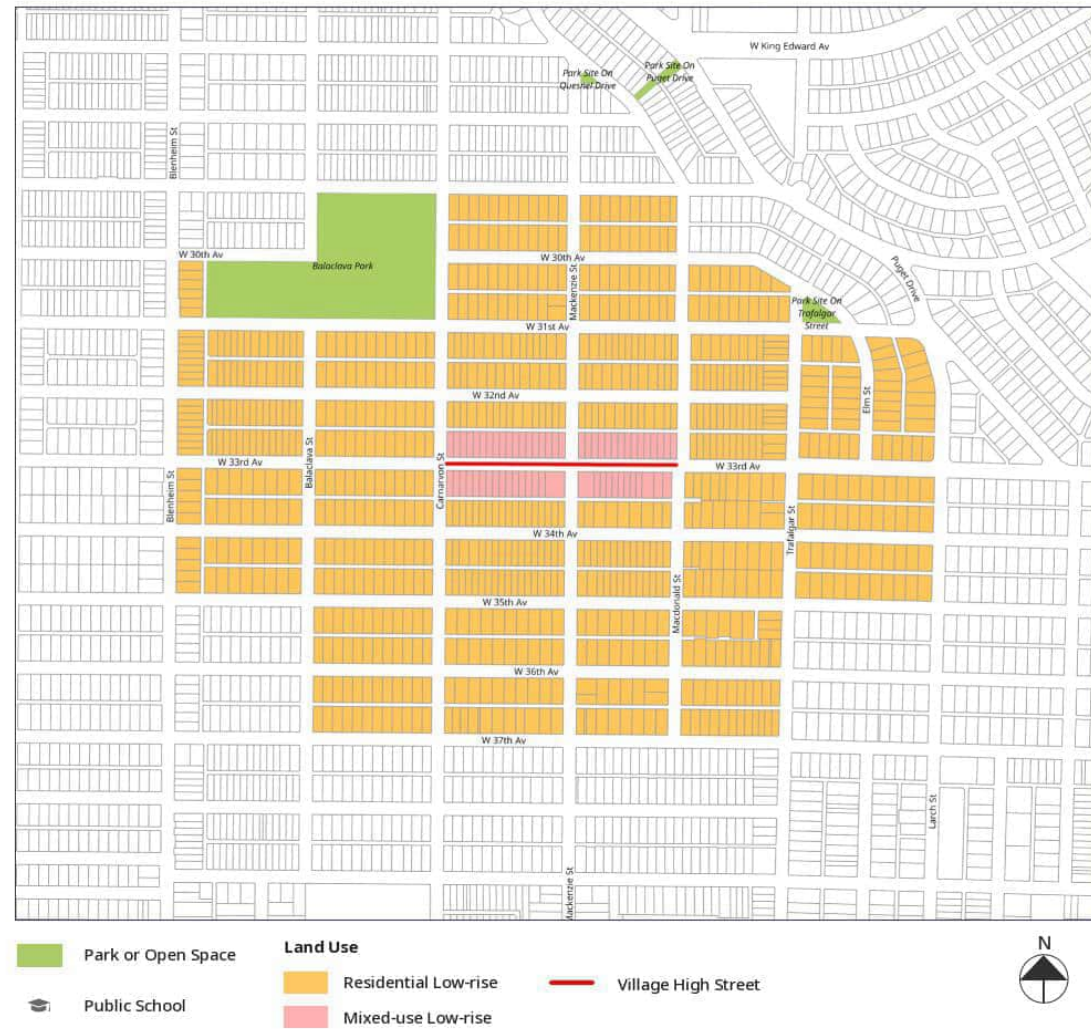 W King Edward Av
Park Site On
Quesnel Drive
Park Site On
Puget Drive
Blenheim St
W 30th Av
Balaclava Park
W 30th Av
Mackenzie St
Puget Drive
Park Site On
Trafalgar
Street
W 31st Av
W 32nd Av
Elm St
Balaclava St
W 33rd Av
Carnarvon St
W 33rd Av
Blenheim St
W 34th Av
Trafalgar St
W 35th Av
Macdonald St
W 36th Av
W 37th Av
Larch St
Mackenzie St
Park or Open Space
Public School
Land Use
Residential Low-rise
Mixed-use Low-rise
Village High Street
N